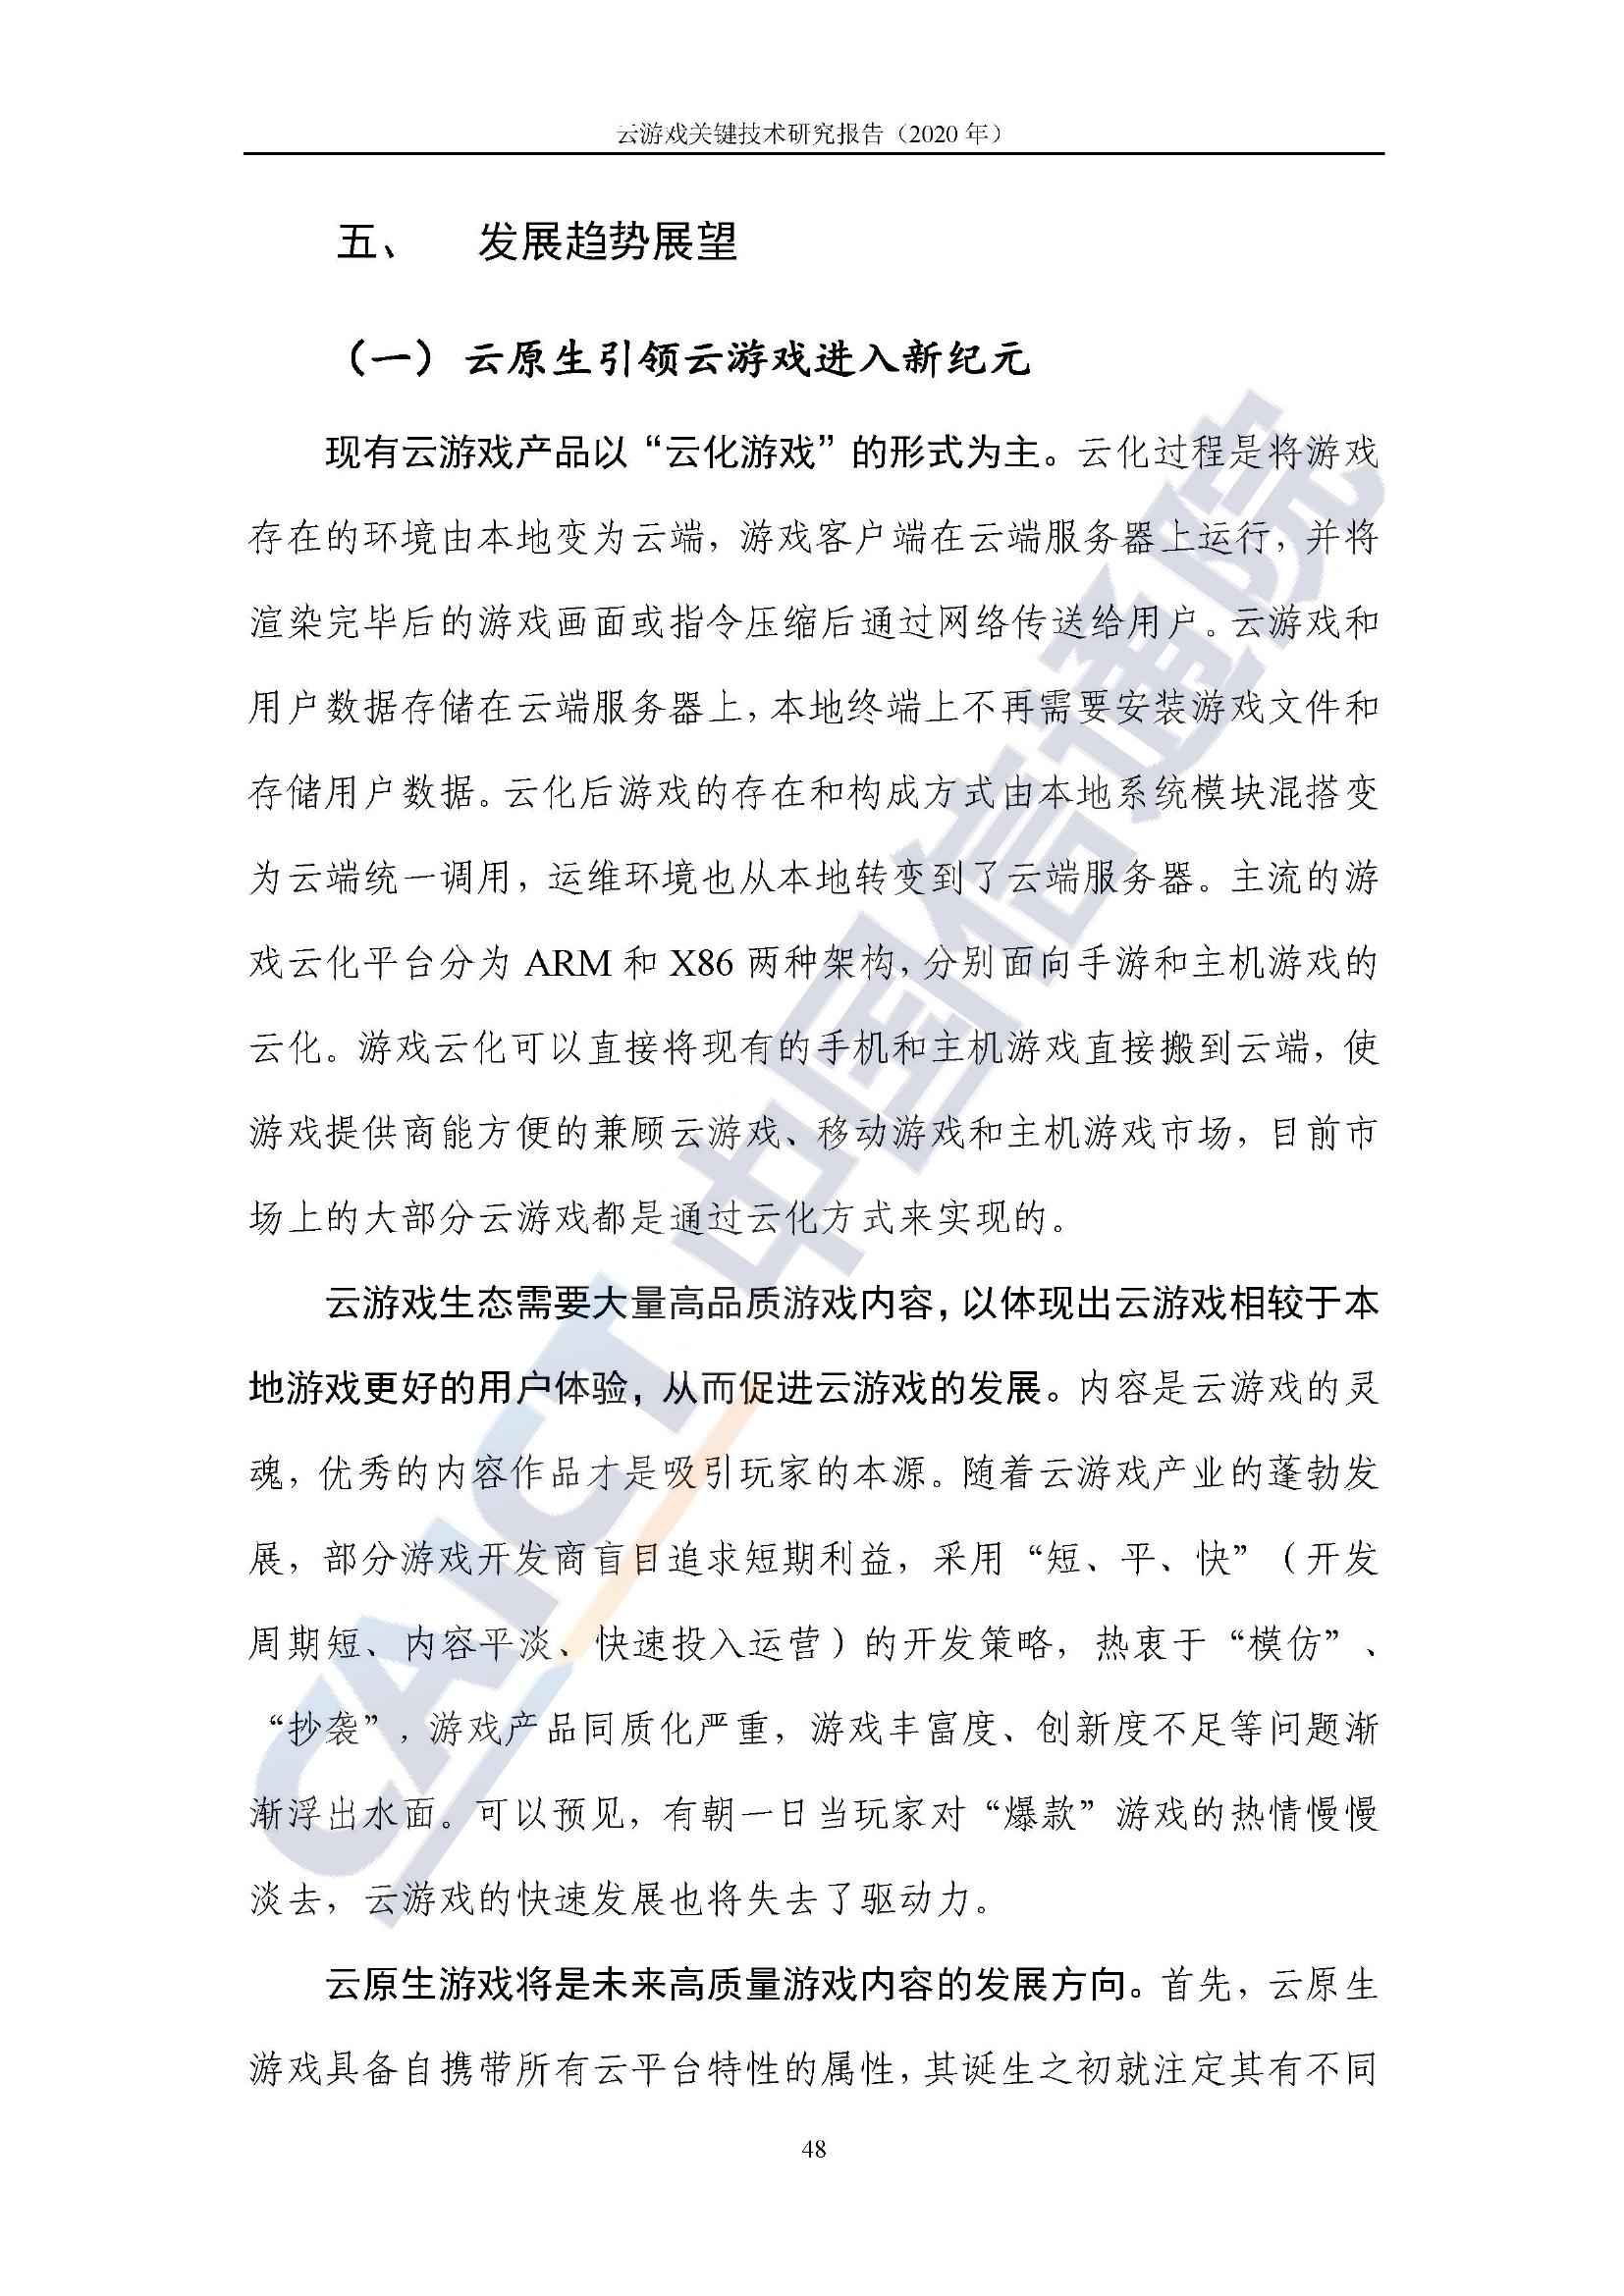 云游戏关键技术研究报告（2020 年）
五、 发展趋势展望
（一） 云原生引领云游戏进入新纪元
现有云游戏产品以“云化游戏”的形式为主。云化过程是将游戏
存在的环境由本地变为云端，游戏客户端在云端服务器上运行，并将
渲染完毕后的游戏画面或指令压缩后通过网络传送给用户。云游戏和
用户数据存储在云端服务器上，本地终端上不再需要安装游戏文件和
存储用户数据。云化后游戏的存在和构成方式由本地系统模块混搭变
为云端统一调用，运维环境也从本地转变到了云端服务器。主流的游
戏云化平台分为 ARM 和 X86 两种架构，分别面向手游和主机游戏的
云化。游戏云化可以直接将现有的手机和主机游戏直接搬到云端，使
游戏提供商能方便的兼顾云游戏、移动游戏和主机游戏市场，目前市
场上的大部分云游戏都是通过云化方式来实现的。
云游戏生态需要大量高品质游戏内容，以体现出云游戏相较于本
地游戏更好的用户体验，从而促进云游戏的发展。内容是云游戏的灵
魂，优秀的内容作品才是吸引玩家的本源。随着云游戏产业的蓬勃发
展，部分游戏开发商盲目追求短期利益，采用“短、平、快”（开发
周期短、内容平淡、快速投入运营）的开发策略，热衷于“模仿”、
“抄袭”，游戏产品同质化严重，游戏丰富度、创新度不足等问题渐
渐浮出水面。可以预见，有朝一日当玩家对“爆款”游戏的热情慢慢
淡去，云游戏的快速发展也将失去了驱动力。
云原生游戏将是未来高质量游戏内容的发展方向。首先，云原生
游戏具备自携带所有云平台特性的属性，其诞生之初就注定其有不同
48
CAICT 中国信通院